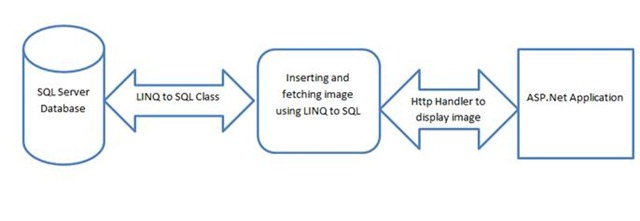 SQL Server
Database
LINQ to SQL Class
Inserting and
fetching image
using LINQ to SQL
Http Handler to
display image
ASP.Net Application